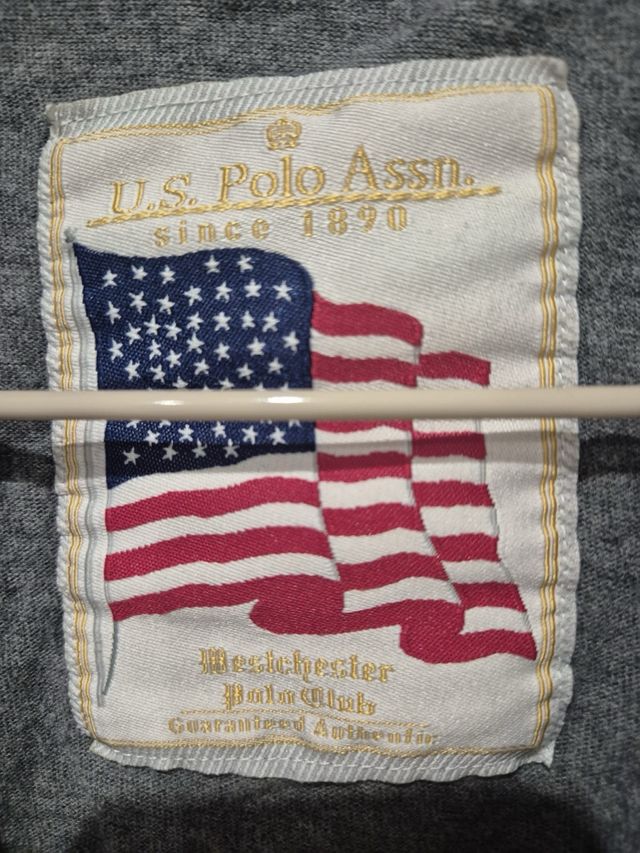 U.S. Polo Assn.
since 1890
Westchester
Polo Club
Guaranteed Authentic